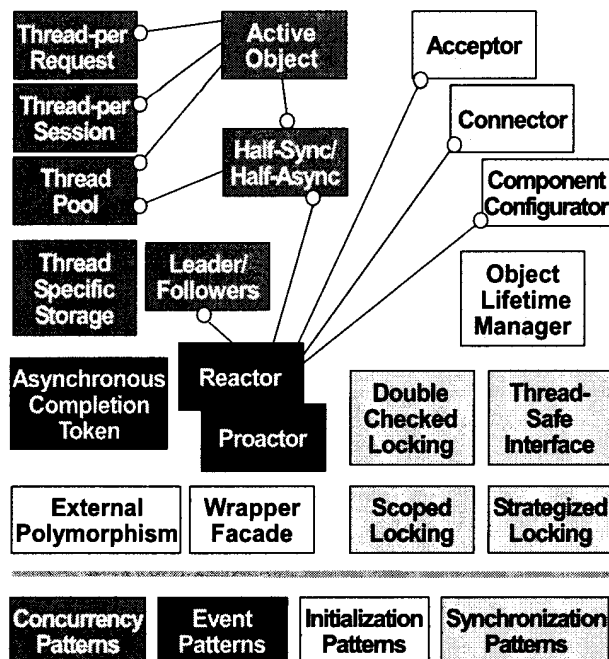 Thread-per
Request
Active
Object
Acceptor
Thread-per
Session
Connector
Half-Sync/
Half-Async
Thread
Pool
Component
Configurator
Thread
Specific
Storage
Leader/
Followers
Object
Lifetime
Manager
Reactor
Asynchronous
Completion
Token
Double
Checked
Locking
Thread-
Safe
Interface
Proactor
External
Polymorphism
Wrapper
Facade
Scoped
Locking
Strategized
Locking
Concurrency
Patterns
Event
Patterns
Initialization
Patterns
Synchronization
Patterns